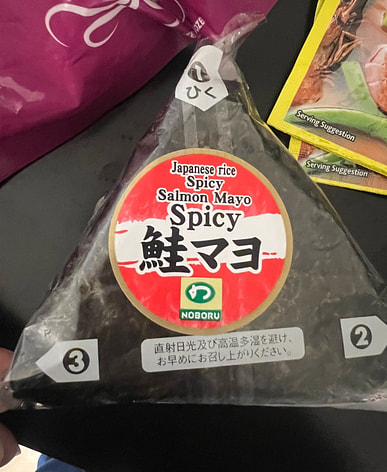 ひく
Japanese rice
Spicy
Salmon Mayo
Spicy
鮭マヨ
NOBORU
直射日光及び高温多湿を避け、
お早めにお召し上がりください。
3
2
Serving Suggestion
Serving Suggestion